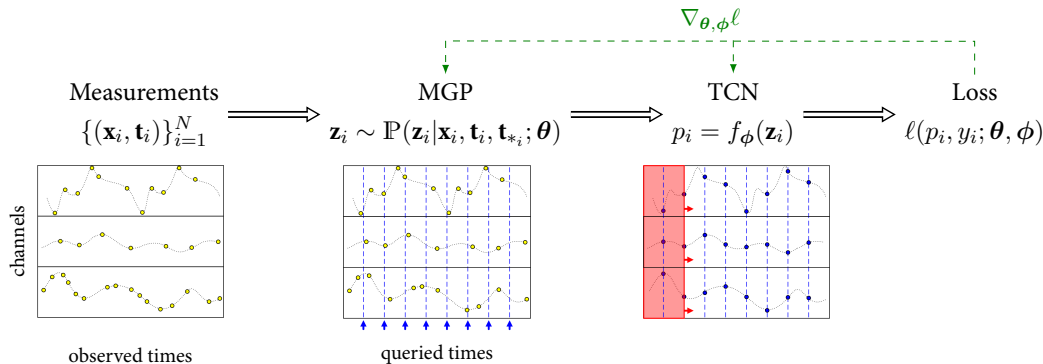 ∇_{θ,ϕ} ℓ
Measurements MGP TCN Loss
{(x_i, t_i)}_{i=1}^N z_i ∼ ℙ(z_i|x_i, t_i, t_{*_i}; θ) p_i = f_ϕ(z_i) ℓ(p_i, y_i; θ, ϕ)
channels
observed times queried times